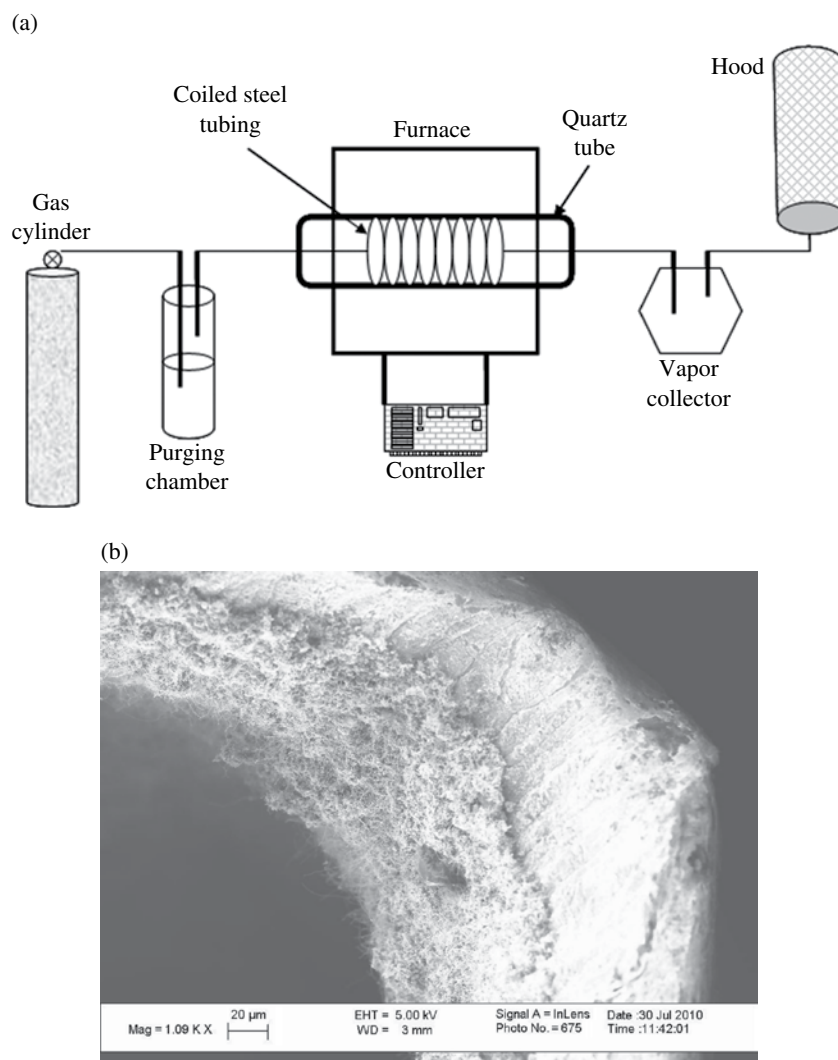 (a)
Hood
Coiled steel
tubing
Furnace
Quartz
tube
Gas
cylinder
Vapor
collector
Purging
chamber
Controller
(b)
Mag = 1.09 K X
20 µm
EHT = 5.00 kV
WD = 3 mm
Signal A = InLens
Photo No. = 675
Date :30 Jul 2010
Time :11:42:01